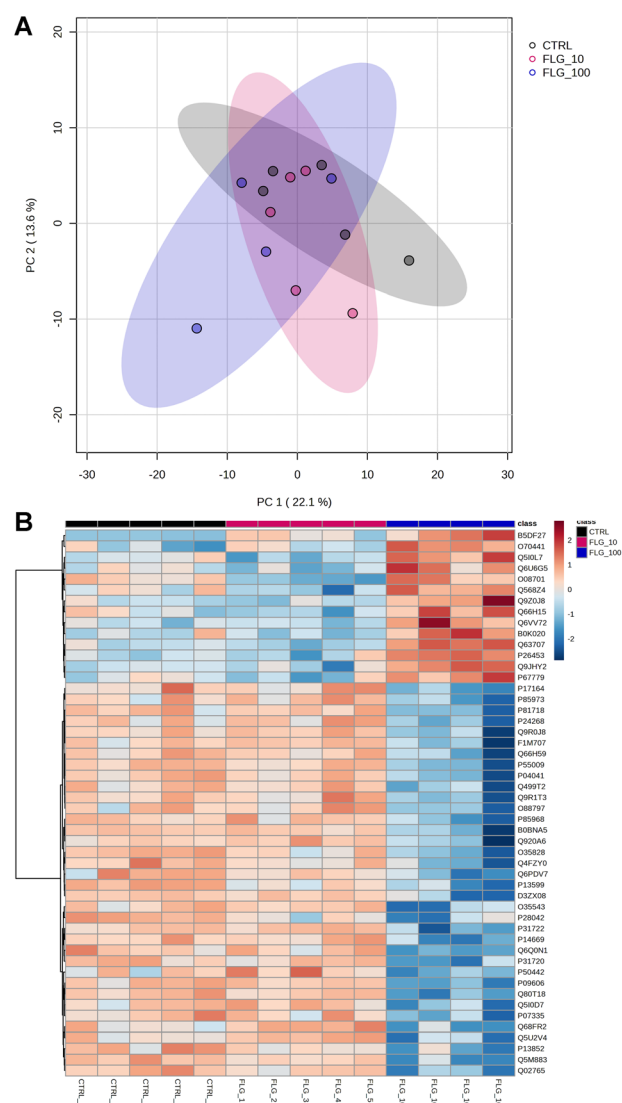 A
CTRL
FLG_10
FLG_100
20
10
0
-10
-20
PC 2 ( 13.6 %)
-30
-20
-10
0
10
20
30
PC 1 ( 22.1 %)
B
class
class
CTRL
FLG_10
FLG_100
2
1
0
-1
-2
B5DF27
O70441
Q5I0L7
Q6U6G5
O08701
Q568Z4
Q9Z0J8
Q66H15
Q6VV72
B0K020
Q63707
P26453
Q9JHY2
P67779
P17164
P85973
P81718
P24268
Q9R0J8
F1M707
Q66H59
P55009
P04041
Q499T2
Q9R1T3
O88797
P85968
B0BNA5
Q920A6
O35828
Q4FZY0
Q6PDV7
P13599
D3ZX08
O35543
P28042
P31722
P14669
Q6Q0N1
P31720
P50442
P09606
Q80T18
Q5I0D7
P07335
Q68FR2
Q5U2V4
P13852
Q5M883
Q02765
CTRL_
CTRL_
CTRL_
CTRL_
CTRL_
FLG_1
FLG_2
FLG_3
FLG_4
FLG_5
FLG_1
FLG_1
FLG_1
FLG_1